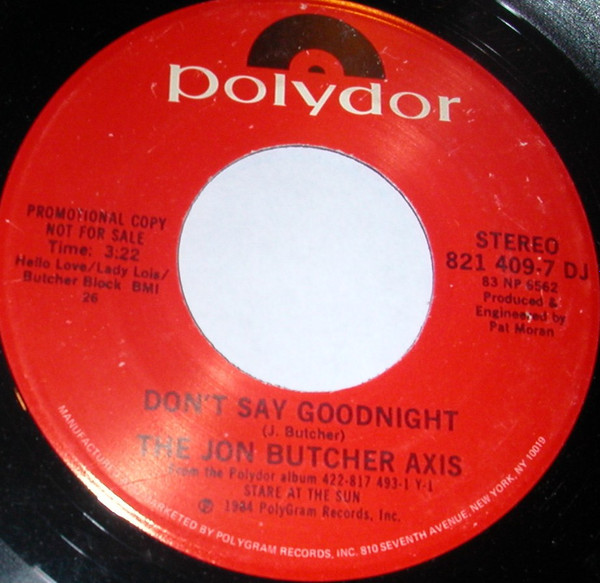 polydor
PROMOTIONAL COPY
NOT FOR SALE
Time: 3:22
Hello Love/Lady Lois/
Butcher Block BMI
26
STEREO
821 409-7 DJ
83 NP 6562
Produced &
Engineered by
Pat Moran
DON'T SAY GOODNIGHT
(J. Butcher)
THE JON BUTCHER AXIS
From the Polydor album 422-817 493-1 Y-1
STARE AT THE SUN
℗ 1984 PolyGram Records, Inc.
MANUFACTURED MARKETED BY POLYGRAM RECORDS, INC. 810 SEVENTH AVENUE, NEW YORK, NY 10019